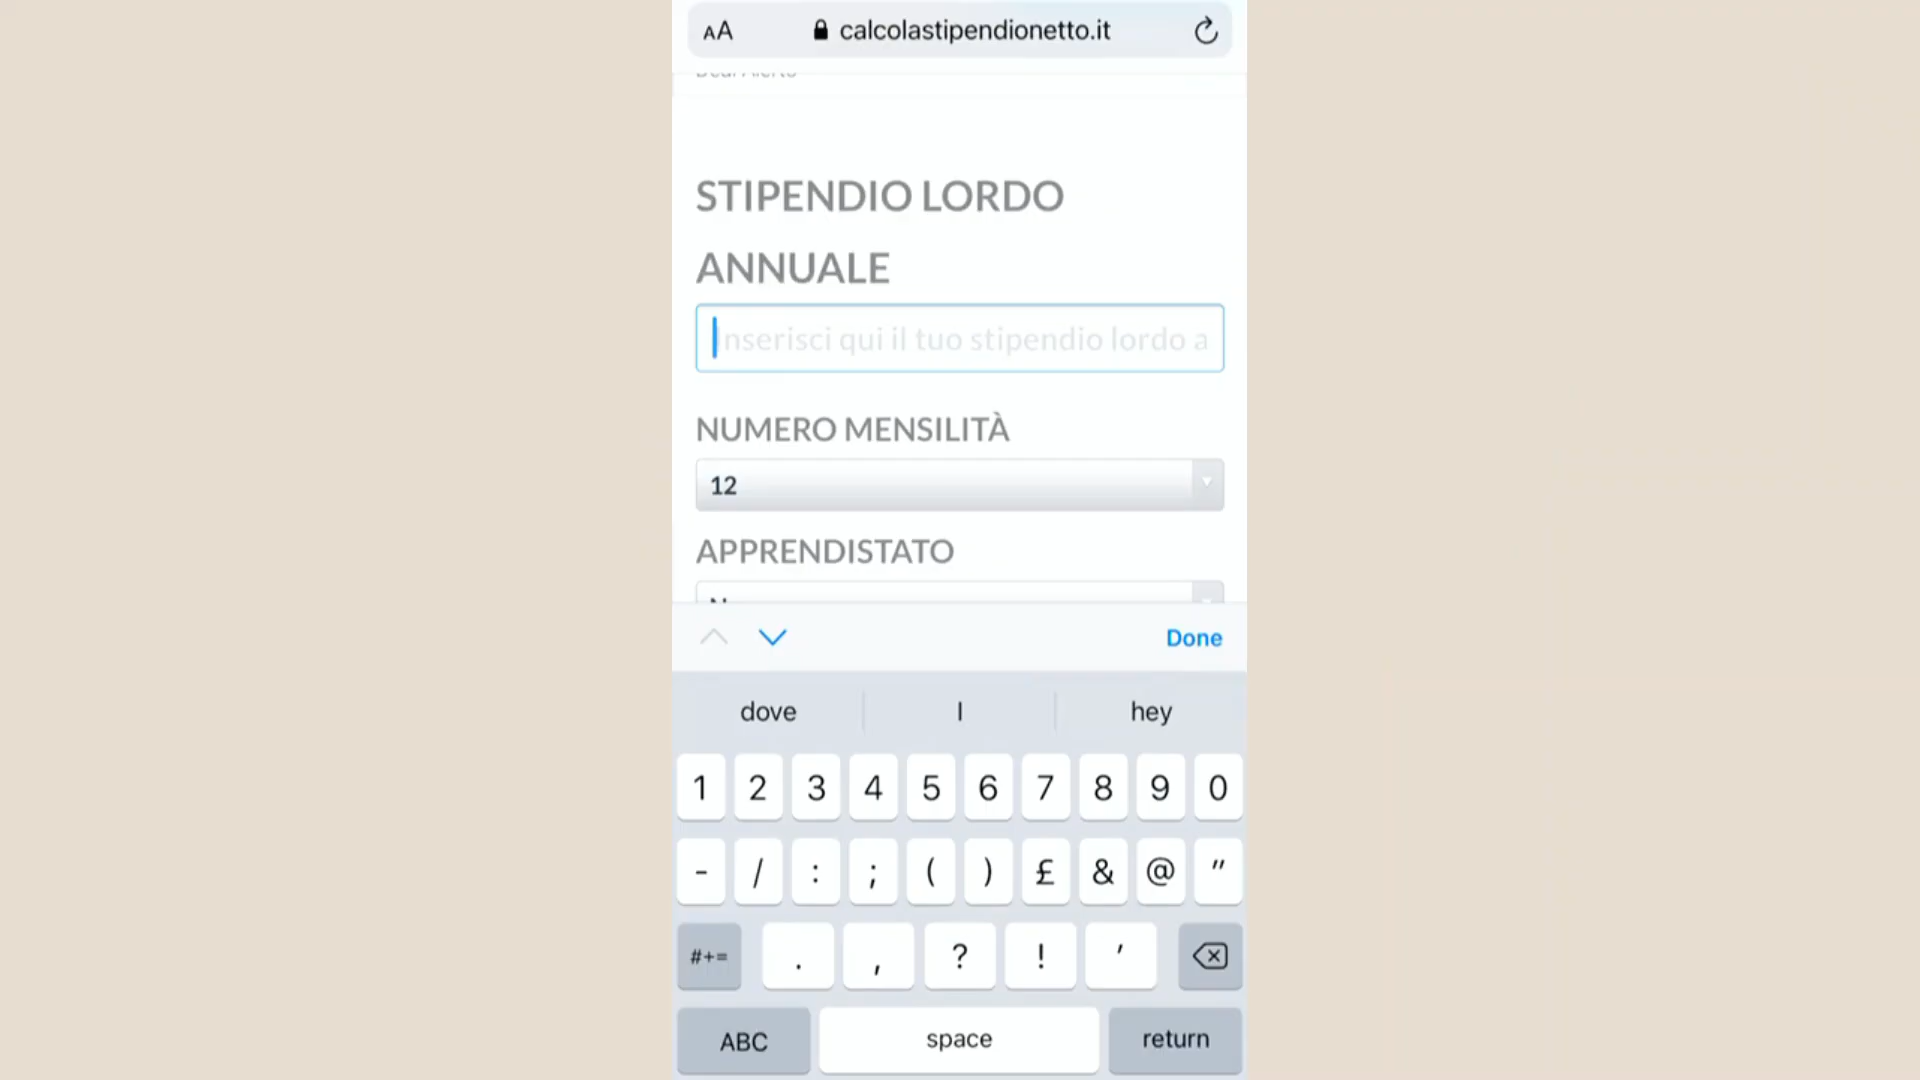 AA calcolastipendionetto.it
STIPENDIO LORDO
ANNUALE
Inserisci qui il tuo stipendio lordo a
NUMERO MENSILITÀ
12
APPRENDISTATO
Done
dove I hey
1 2 3 4 5 6 7 8 9 0
- / : ; ( ) £ & @ "
#+= . , ? ! '
ABC space return